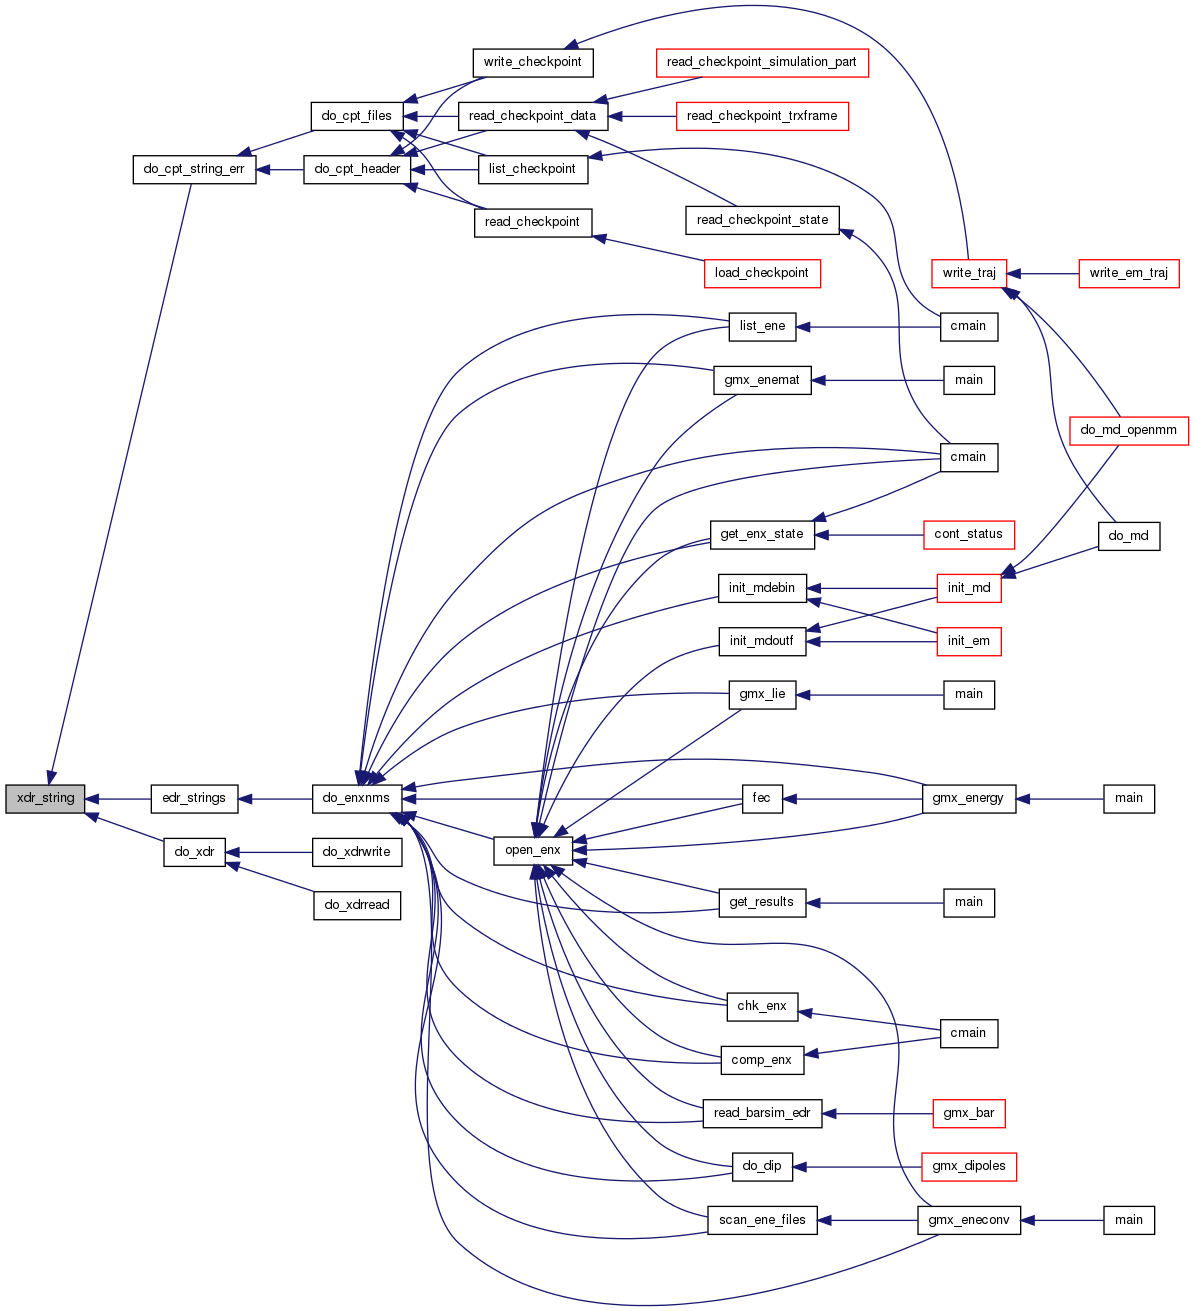 write_checkpoint
read_checkpoint_simulation_part
do_cpt_files
read_checkpoint_data
read_checkpoint_trxframe
do_cpt_string_err
do_cpt_header
list_checkpoint
read_checkpoint
read_checkpoint_state
load_checkpoint
write_traj
write_em_traj
list_ene
cmain
gmx_enemat
main
do_md_openmm
cmain
get_enx_state
cont_status
do_md
init_mdebin
init_md
init_mdoutf
init_em
gmx_lie
main
xdr_string
edr_strings
do_enxnms
fec
gmx_energy
main
do_xdr
do_xdrwrite
open_enx
do_xdrread
get_results
main
chk_enx
cmain
comp_enx
read_barsim_edr
gmx_bar
do_dip
gmx_dipoles
scan_ene_files
gmx_eneconv
main